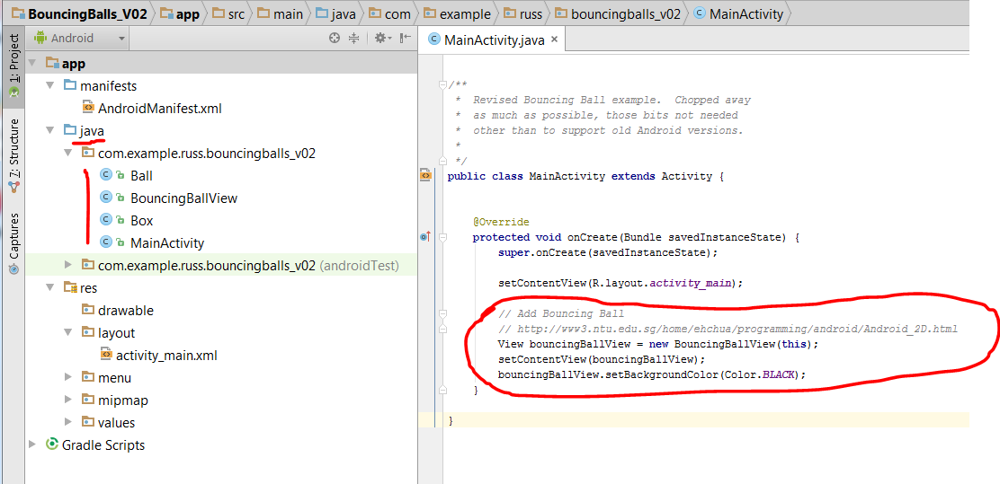 BouncingBalls_V02 app src main java com example russ bouncingballs_v02 MainActivity
1: Project
7: Structure
Captures
Android
app
manifests
AndroidManifest.xml
java
com.example.russ.bouncingballs_v02
Ball
BouncingBallView
Box
MainActivity
com.example.russ.bouncingballs_v02 (androidTest)
res
drawable
layout
activity_main.xml
menu
mipmap
values
Gradle Scripts
MainActivity.java ×
/**
* Revised Bouncing Ball example.  Chopped away
* as much as possible, those bits not needed
* other than to support old Android versions.
*
*/
public class MainActivity extends Activity {
@Override
protected void onCreate(Bundle savedInstanceState) {
super.onCreate(savedInstanceState);
setContentView(R.layout.activity_main);
// Add Bouncing Ball
// http://www3.ntu.edu.sg/home/ehchua/programming/android/Android_2D.html
View bouncingBallView = new BouncingBallView(this);
setContentView(bouncingBallView);
bouncingBallView.setBackgroundColor(Color.BLACK);
}
}